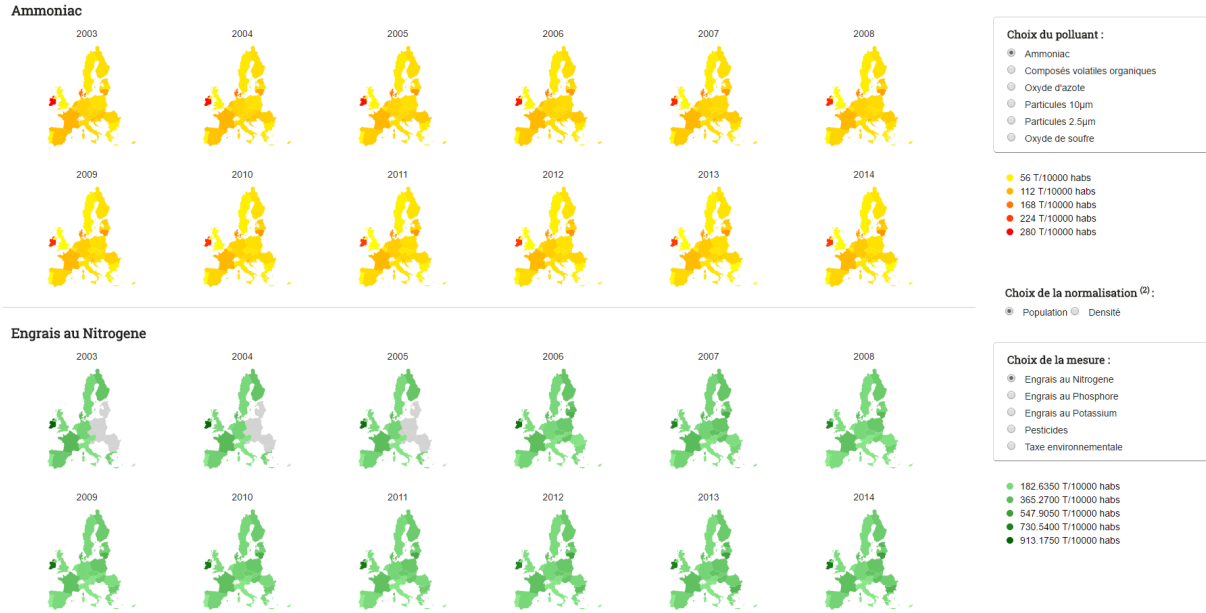 Ammoniac
2003 2004 2005 2006 2007 2008
2009 2010 2011 2012 2013 2014
Choix du polluant :
Ammoniac
Composés volatiles organiques
Oxyde d'azote
Particules 10µm
Particules 2.5µm
Oxyde de soufre
56 T/10000 habs
112 T/10000 habs
168 T/10000 habs
224 T/10000 habs
280 T/10000 habs
Choix de la normalisation (2) :
Population Densité
Engrais au Nitrogene
2003 2004 2005 2006 2007 2008
2009 2010 2011 2012 2013 2014
Choix de la mesure :
Engrais au Nitrogene
Engrais au Phosphore
Engrais au Potassium
Pesticides
Taxe environnementale
182.6350 T/10000 habs
365.2700 T/10000 habs
547.9050 T/10000 habs
730.5400 T/10000 habs
913.1750 T/10000 habs